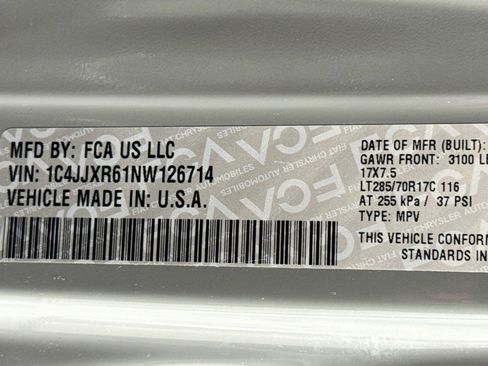 MFD BY: FCA US LLC
VIN: 1C4JJXR61NW126714
VEHICLE MADE IN: U.S.A.
DATE OF MFR (BUILT):
GAWR FRONT: 3100 L
17X7.5
LT285/70R17C 116
AT 255 kPa / 37 PSI
TYPE: MPV
THIS VEHICLE CONFORM
STANDARDS IN